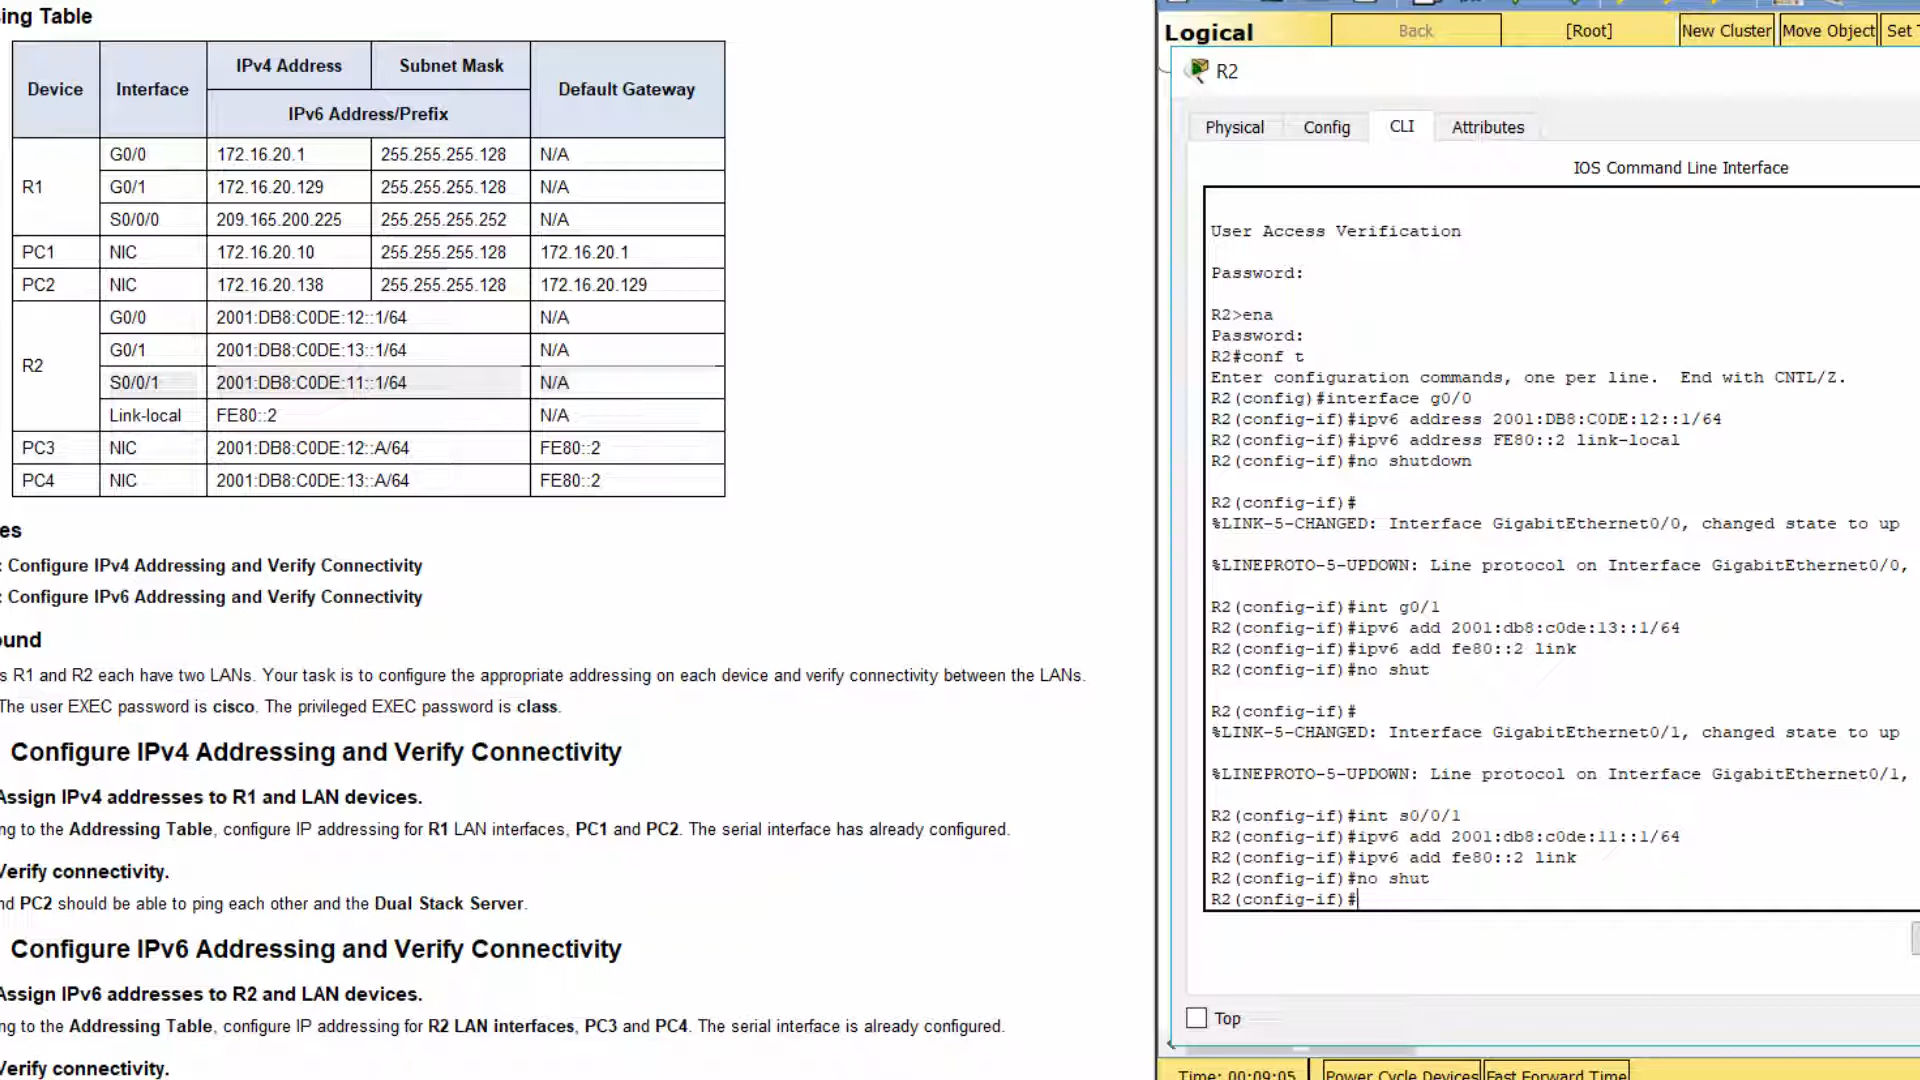 ing Table
Device Interface IPv4 Address Subnet Mask Default Gateway
IPv6 Address/Prefix
R1 G0/0 172.16.20.1 255.255.255.128 N/A
G0/1 172.16.20.129 255.255.255.128 N/A
S0/0/0 209.165.200.225 255.255.255.252 N/A
PC1 NIC 172.16.20.10 255.255.255.128 172.16.20.1
PC2 NIC 172.16.20.138 255.255.255.128 172.16.20.129
R2 G0/0 2001:DB8:C0DE:12::1/64 N/A
G0/1 2001:DB8:C0DE:13::1/64 N/A
S0/0/1 2001:DB8:C0DE:11::1/64 N/A
Link-local FE80::2 N/A
PC3 NIC 2001:DB8:C0DE:12::A/64 FE80::2
PC4 NIC 2001:DB8:C0DE:13::A/64 FE80::2
es
: Configure IPv4 Addressing and Verify Connectivity
: Configure IPv6 Addressing and Verify Connectivity
ound
s R1 and R2 each have two LANs. Your task is to configure the appropriate addressing on each device and verify connectivity between the LANs.
The user EXEC password is cisco. The privileged EXEC password is class.
Configure IPv4 Addressing and Verify Connectivity
Assign IPv4 addresses to R1 and LAN devices.
ng to the Addressing Table, configure IP addressing for R1 LAN interfaces, PC1 and PC2. The serial interface has already configured.
Verify connectivity.
nd PC2 should be able to ping each other and the Dual Stack Server.
Configure IPv6 Addressing and Verify Connectivity
Assign IPv6 addresses to R2 and LAN devices.
ng to the Addressing Table, configure IP addressing for R2 LAN interfaces, PC3 and PC4. The serial interface is already configured.
Verify connectivity.
Logical Back [Root] New Cluster Move Object Set
R2
Physical Config CLI Attributes
IOS Command Line Interface
User Access Verification
Password:
R2>ena
Password:
R2#conf t
Enter configuration commands, one per line.  End with CNTL/Z.
R2(config)#interface g0/0
R2(config-if)#ipv6 address 2001:DB8:C0DE:12::1/64
R2(config-if)#ipv6 address FE80::2 link-local
R2(config-if)#no shutdown
R2(config-if)#
%LINK-5-CHANGED: Interface GigabitEthernet0/0, changed state to up
%LINEPROTO-5-UPDOWN: Line protocol on Interface GigabitEthernet0/0,
R2(config-if)#int g0/1
R2(config-if)#ipv6 add 2001:db8:c0de:13::1/64
R2(config-if)#ipv6 add fe80::2 link
R2(config-if)#no shut
R2(config-if)#
%LINK-5-CHANGED: Interface GigabitEthernet0/1, changed state to up
%LINEPROTO-5-UPDOWN: Line protocol on Interface GigabitEthernet0/1,
R2(config-if)#int s0/0/1
R2(config-if)#ipv6 add 2001:db8:c0de:11::1/64
R2(config-if)#ipv6 add fe80::2 link
R2(config-if)#no shut
R2(config-if)#
Top
Time: 00:09:05 Power Cycle Devices Fast Forward Time